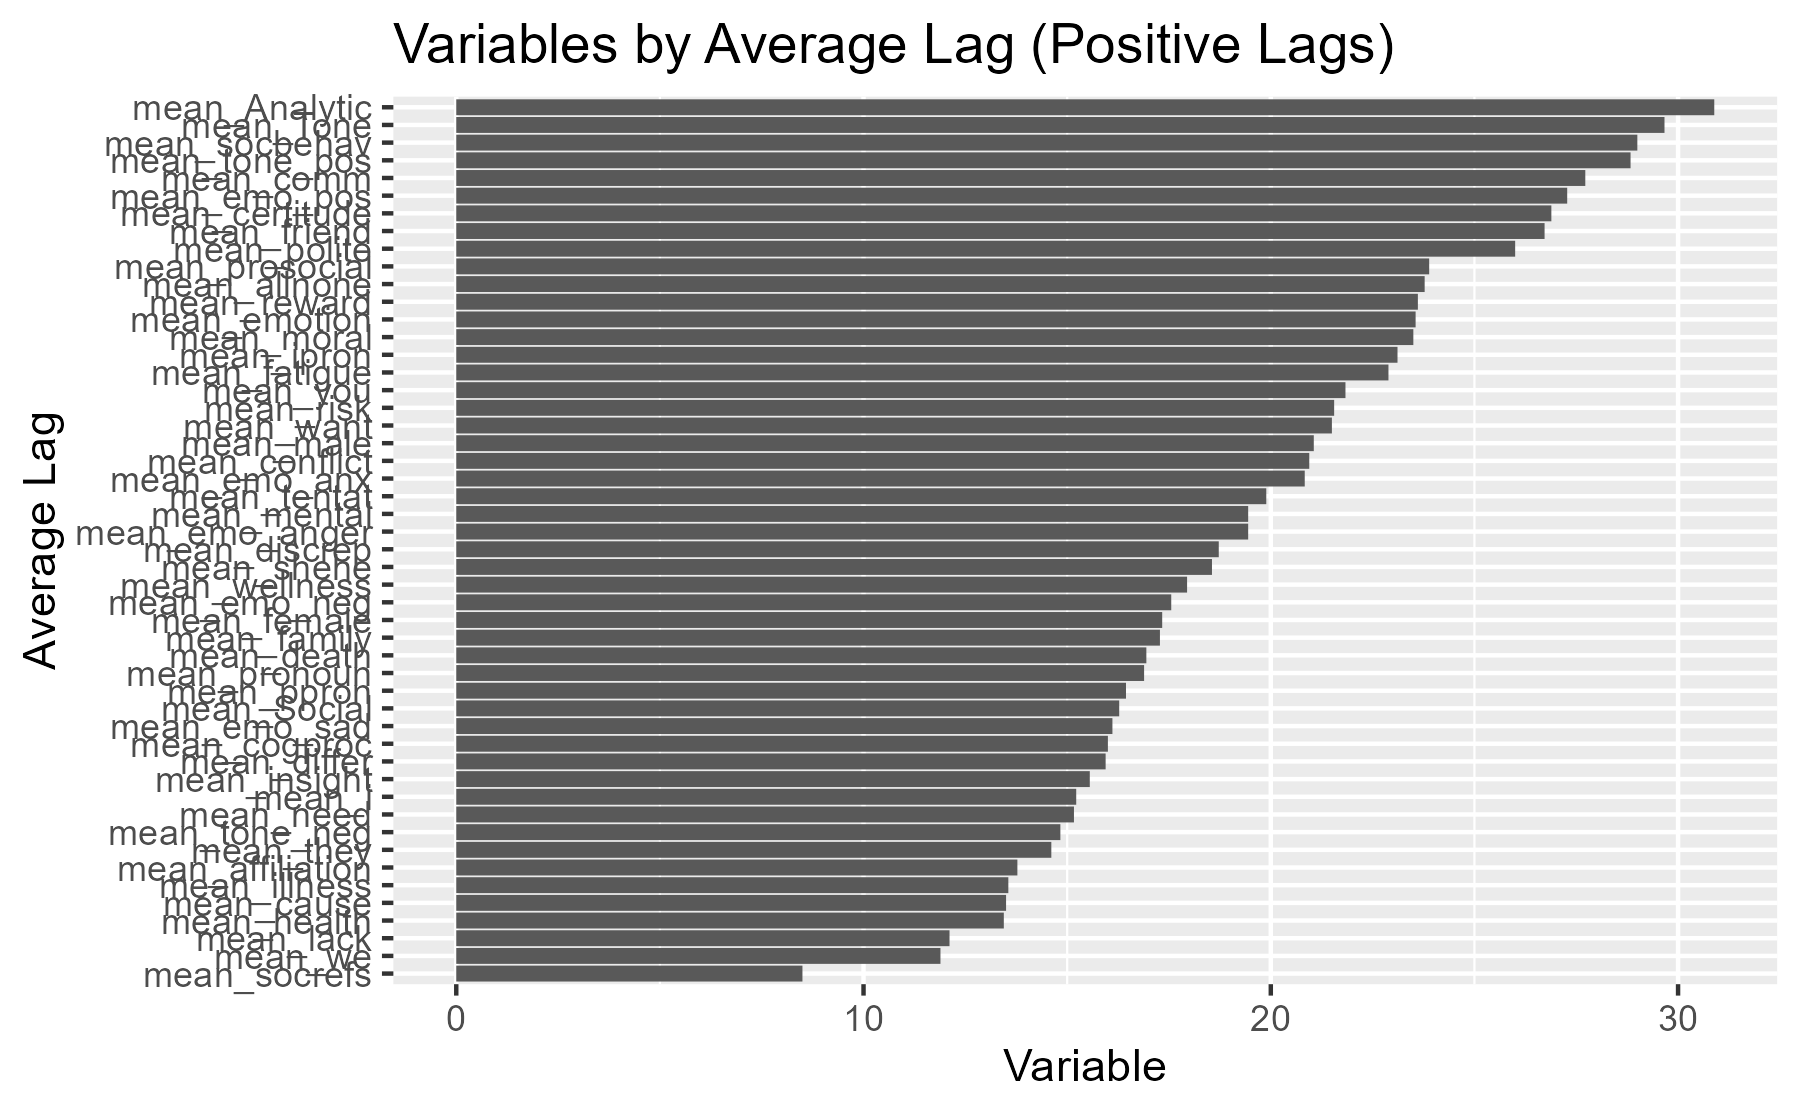 Variables by Average Lag (Positive Lags)
mean_Analytic
mean_Tone
mean_socbehav
mean_tone_pos
mean_comm
mean_emo_pos
mean_certitude
mean_friend
mean_polite
mean_prosocial
mean_allnone
mean_reward
mean_emotion
mean_moral
mean_ipron
mean_fatigue
mean_you
mean_risk
mean_want
mean_male
mean_conflict
mean_emo_anx
mean_tentat
mean_mental
mean_emo_anger
mean_discrep
mean_shehe
mean_wellness
mean_emo_neg
mean_female
mean_family
mean_death
mean_pronoun
mean_ppron
mean_Social
mean_emo_sad
mean_cogproc
mean_differ
mean_insight
mean_i
mean_need
mean_tone_neg
mean_they
mean_affiliation
mean_illness
mean_cause
mean_health
mean_lack
mean_we
mean_socrefs
Average Lag
0 10 20 30
Variable